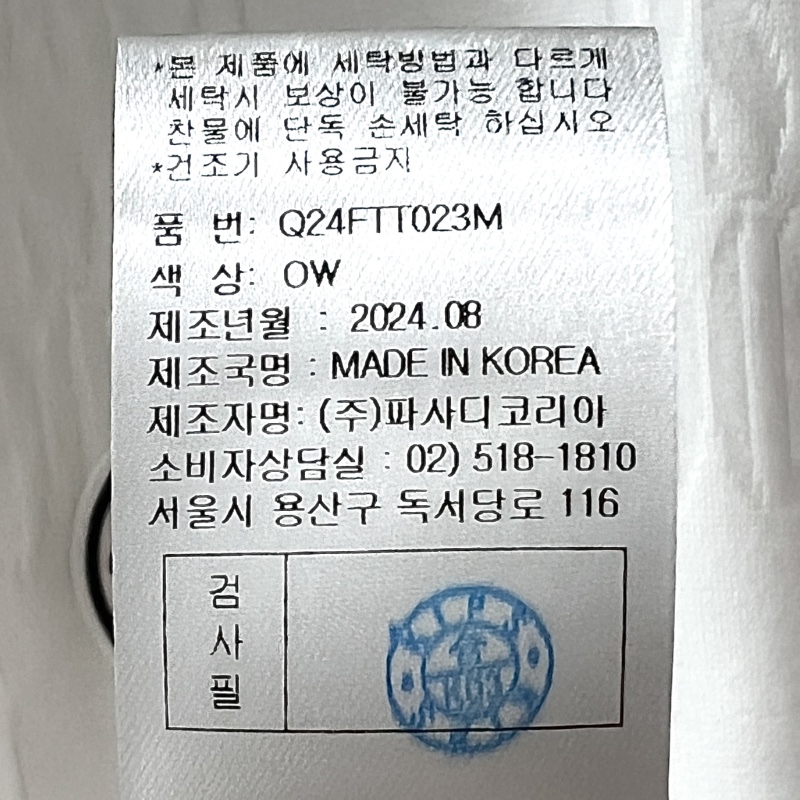 *본 제품에 세탁방법과 다르게
세탁시 보상이 불가능 합니다
찬물에 단독 손세탁 하십시오
*건조기 사용금지
품 번: Q24FTT023M
색 상: OW
제조년월 : 2024.08
제조국명 : MADE IN KOREA
제조자명: (주)파사디코리아
소비자상담실 : 02) 518-1810
서울시 용산구 독서당로 116
검
사
필